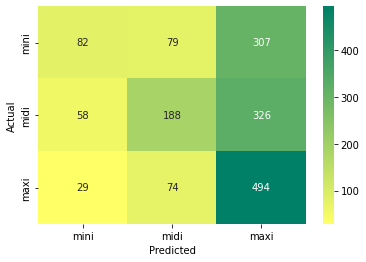 mini 82 79 307
midi 58 188 326
maxi 29 74 494
mini midi maxi
Actual
Predicted
400
300
200
100